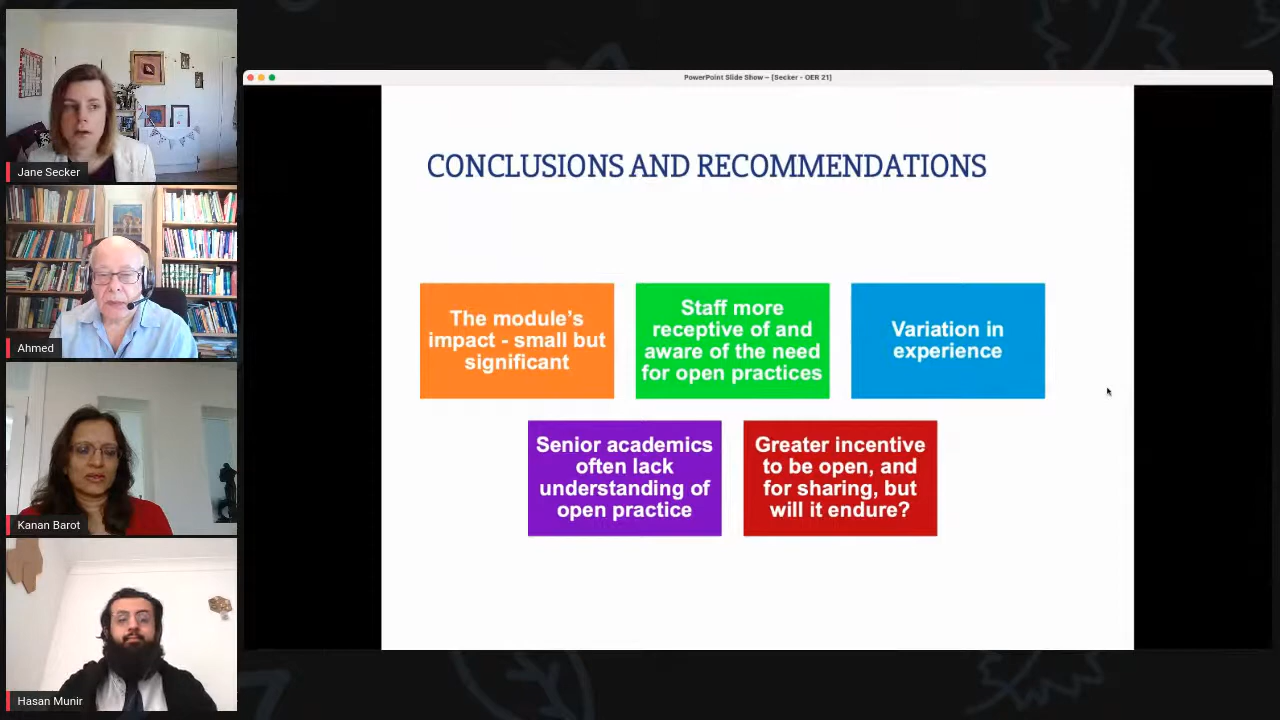 Jane Secker
Ahmed
Kanan Barot
Hasan Munir
PowerPoint Slide Show – [Secker - OER 21]
CONCLUSIONS AND RECOMMENDATIONS
The module’s
impact - small but
significant
Staff more
receptive of and
aware of the need
for open practices
Variation in
experience
Senior academics
often lack
understanding of
open practice
Greater incentive
to be open, and
for sharing, but
will it endure?